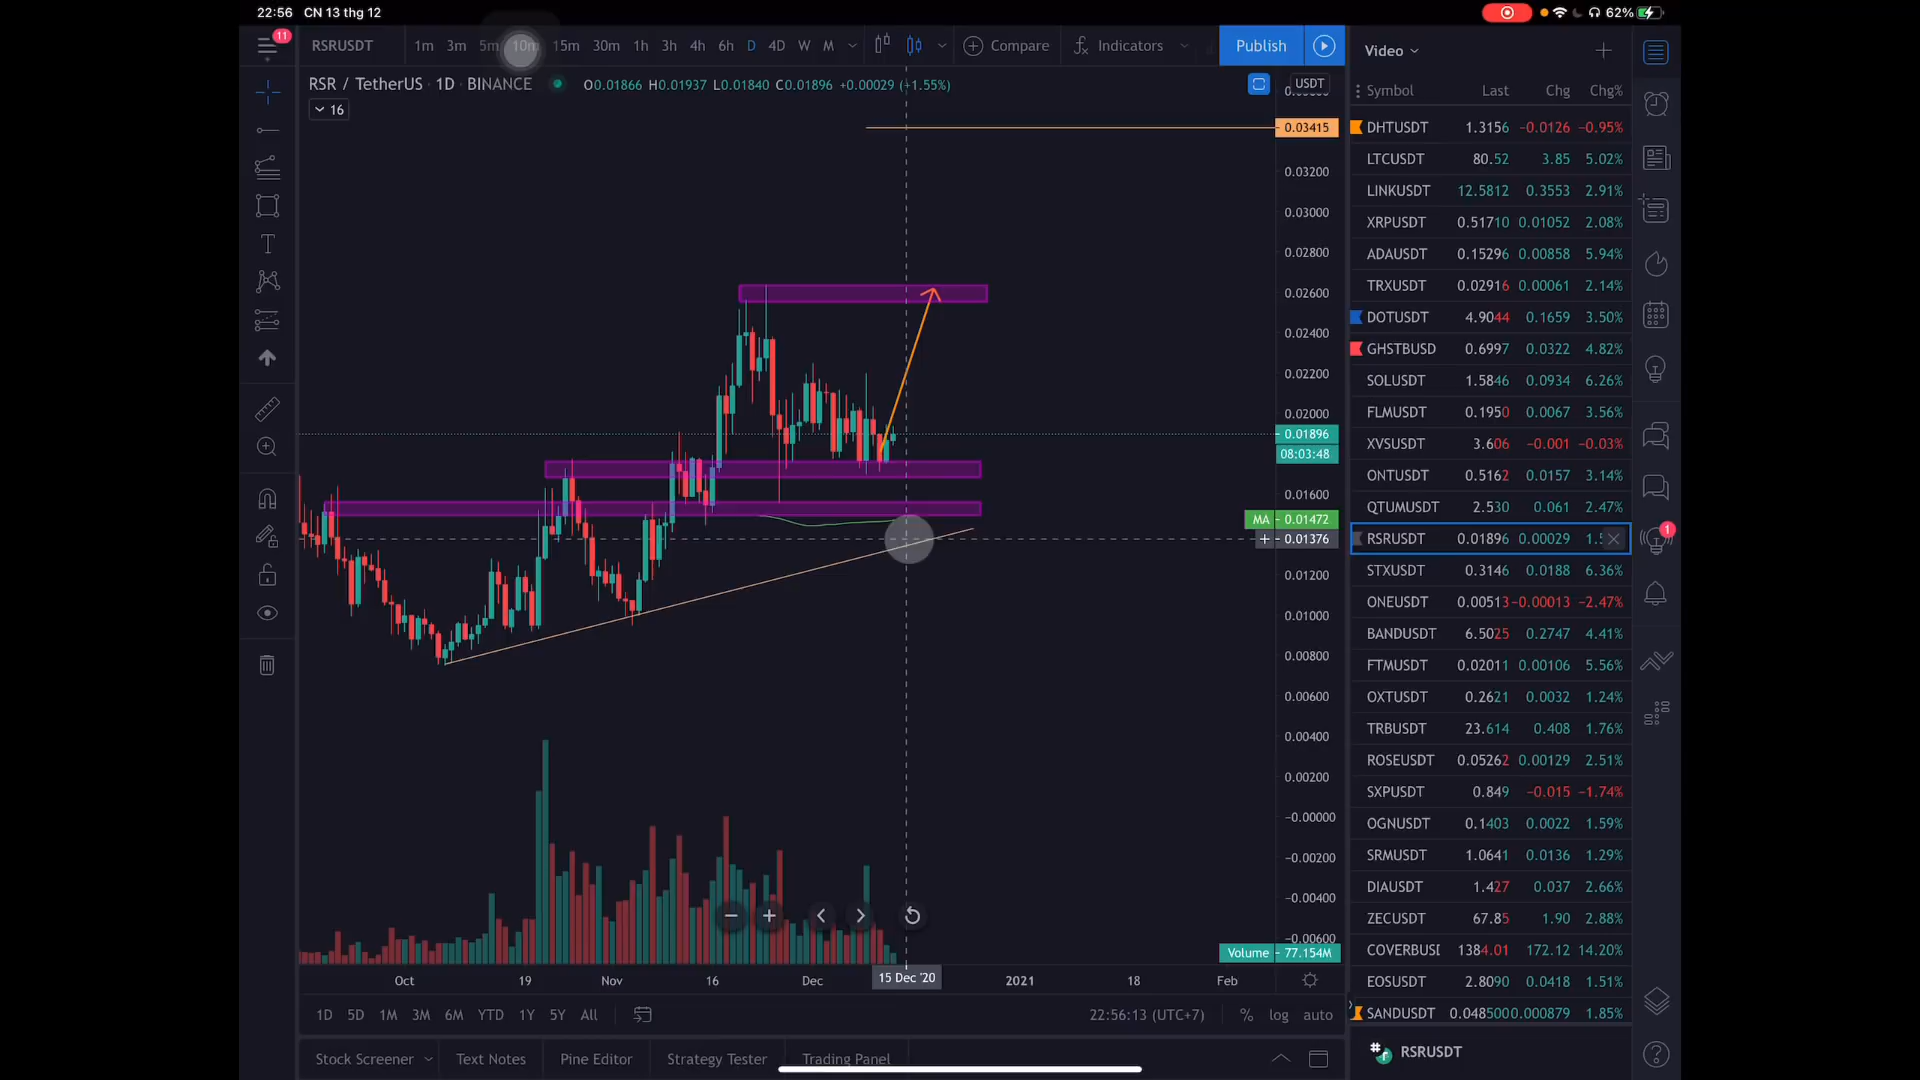 22:56 CN 13 thg 12
62%
11
RSRUSDT
1m 3m 5m 10m 15m 30m 1h 3h 4h 6h D 4D W M
Compare
Indicators
Publish
Video
RSR / TetherUS · 1D · BINANCE
O0.01866 H0.01937 L0.01840 C0.01896 +0.00029 (+1.55%)
USDT
16
0.03415
0.03200
0.03000
0.02800
0.02600
0.02400
0.02200
0.02000
0.01896
08:03:48
0.01600
MA 0.01472
0.01376
0.01200
0.01000
0.00800
0.00600
0.00400
0.00200
−0.00000
−0.00200
−0.00400
−0.00600
Volume 77.154M
Oct 19 Nov 16 Dec 15 Dec '20 2021 18 Feb
1D 5D 1M 3M 6M YTD 1Y 5Y All
22:56:13 (UTC+7) % log auto
Stock Screener Text Notes Pine Editor Strategy Tester Trading Panel
Symbol Last Chg Chg%
DHTUSDT 1.3156 −0.0126 −0.95%
LTCUSDT 80.52 3.85 5.02%
LINKUSDT 12.5812 0.3553 2.91%
XRPUSDT 0.51710 0.01052 2.08%
ADAUSDT 0.15296 0.00858 5.94%
TRXUSDT 0.02916 0.00061 2.14%
DOTUSDT 4.9044 0.1659 3.50%
GHSTBUSD 0.6997 0.0322 4.82%
SOLUSDT 1.5846 0.0934 6.26%
FLMUSDT 0.1950 0.0067 3.56%
XVSUSDT 3.606 −0.001 −0.03%
ONTUSDT 0.5162 0.0157 3.14%
QTUMUSDT 2.530 0.061 2.47%
RSRUSDT 0.01896 0.00029
1
STXUSDT 0.3146 0.0188 6.36%
ONEUSDT 0.00513 −0.00013 −2.47%
BANDUSDT 6.5025 0.2747 4.41%
FTMUSDT 0.02011 0.00106 5.56%
OXTUSDT 0.2621 0.0032 1.24%
TRBUSDT 23.614 0.408 1.76%
ROSEUSDT 0.05262 0.00129 2.51%
SXPUSDT 0.849 −0.015 −1.74%
OGNUSDT 0.1403 0.0022 1.59%
SRMUSDT 1.0641 0.0136 1.29%
DIAUSDT 1.427 0.037 2.66%
ZECUSDT 67.85 1.90 2.88%
COVERBUSD 1384.01 172.12 14.20%
EOSUSDT 2.8090 0.0418 1.51%
SANDUSDT 0.048500 0.000879 1.85%
RSRUSDT